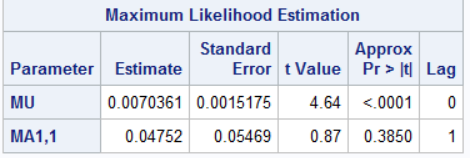 Maximum Likelihood Estimation
Parameter Estimate Standard Error t Value Approx Pr > |t| Lag
MU 0.0070361 0.0015175 4.64 <.0001 0
MA1,1 0.04752 0.05469 0.87 0.3850 1